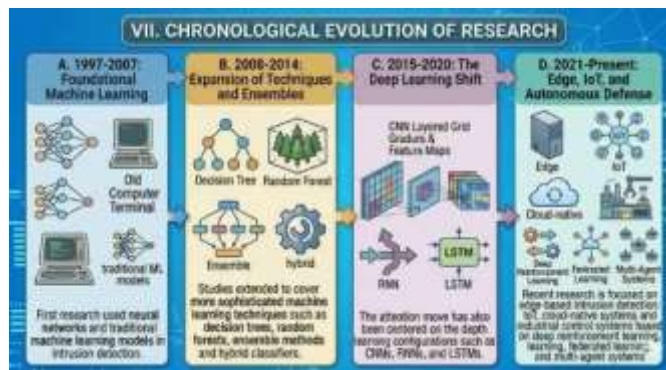 VII. CHRONOLOGICAL EVOLUTION OF RESEARCH
A. 1997-2007:
Foundational
Machine Learning
Old
Computer
Terminal
traditional ML
models
First research used neural
networks and traditional
machine learning models in
intrusion detection.
B. 2008-2014:
Expansion of Techniques
and Ensembles
Decision Tree
Random Forest
Ensemble
hybrid
Studies extended to cover
more sophisticated machine
learning techniques such as
decision trees, random
forests, ensemble methods
and hybrid classifiers.
C. 2015-2020: The
Deep Learning Shift
CNN Layered Grid
& Feature Maps
RNN
LSTM
LSTM
The attention move has also
been centered on the depth
learning configurations such as
CNNs, RNNs, and LSTMs.
D. 2021-Present:
Edge, IoT, and
Autonomous Defense
Edge
IoT
Cloud-native
Deep
Reinforcement
Learning
Federated
Learning
Multi-Agent
Systems
Recent research is focused on
edge-based intrusion detection
IoT, cloud-native systems and
industrial control systems based
on deep reinforcement learning,
learning, federated
and multi-agent systems